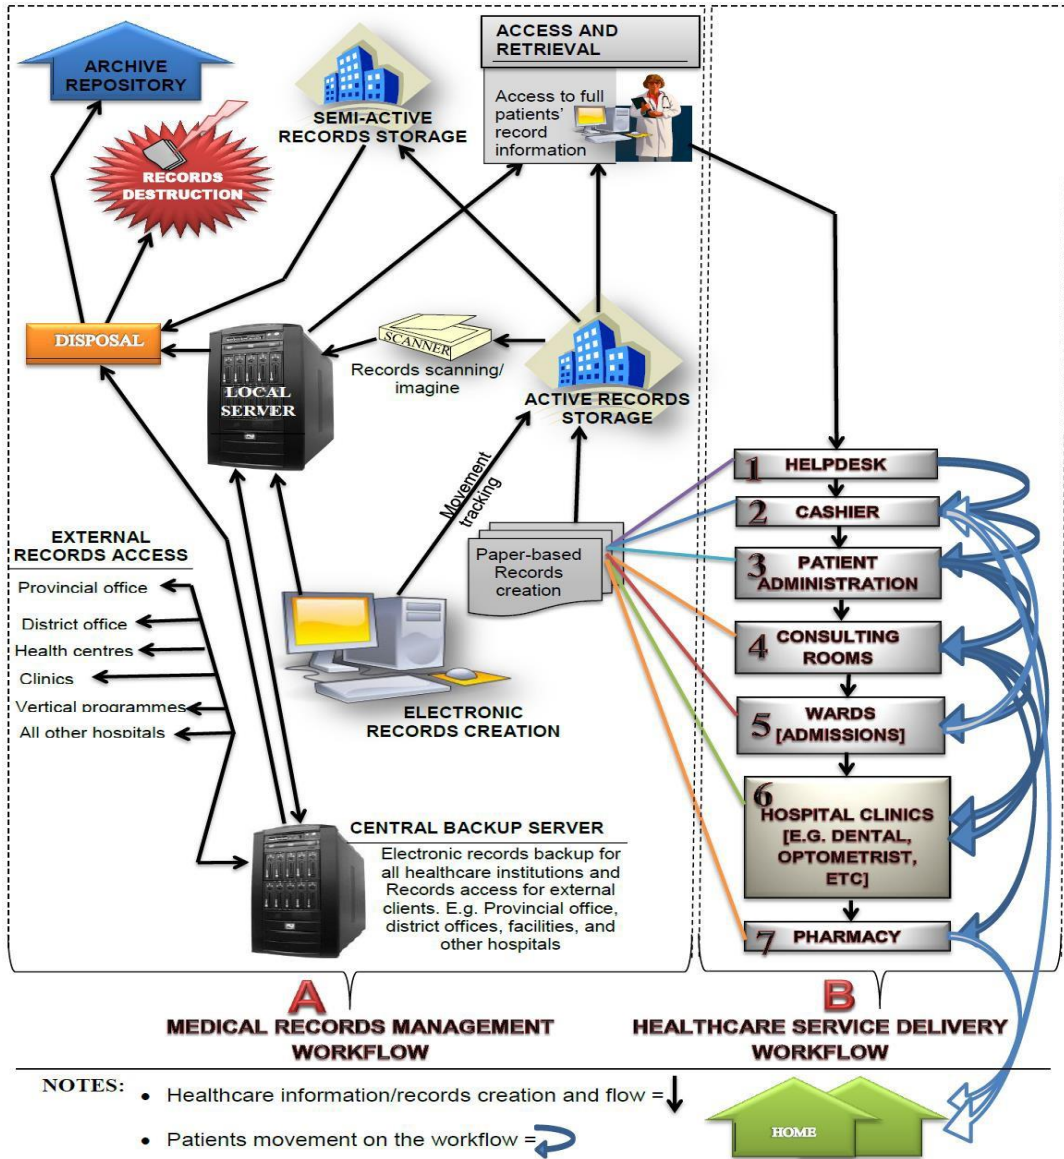 ARCHIVE
REPOSITORY
RECORDS
DESTRUCTION
SEMI-ACTIVE
RECORDS STORAGE
ACCESS AND
RETRIEVAL
Access to full
patients'
record
information
DISPOSAL
LOCAL
SERVER
SCANNER
Records scanning/
imagine
ACTIVE RECORDS
STORAGE
Movement
tracking
Paper-based
Records
creation
EXTERNAL
RECORDS ACCESS
Provincial office
District office
Health centres
Clinics
Vertical programmes
All other hospitals
ELECTRONIC
RECORDS CREATION
CENTRAL BACKUP SERVER
Electronic records backup for
all healthcare institutions and
Records access for external
clients. E.g. Provincial office,
district offices, facilities, and
other hospitals
1 HELPDESK
2 CASHIER
3 PATIENT
ADMINISTRATION
4 CONSULTING
ROOMS
5 WARDS
[ADMISSIONS]
6
HOSPITAL CLINICS
[E.G. DENTAL,
OPTOMETRIST,
ETC]
7 PHARMACY
A
MEDICAL RECORDS MANAGEMENT
WORKFLOW
B
HEALTHCARE SERVICE DELIVERY
WORKFLOW
NOTES:
• Healthcare information/records creation and flow =
• Patients movement on the workflow =
HOME